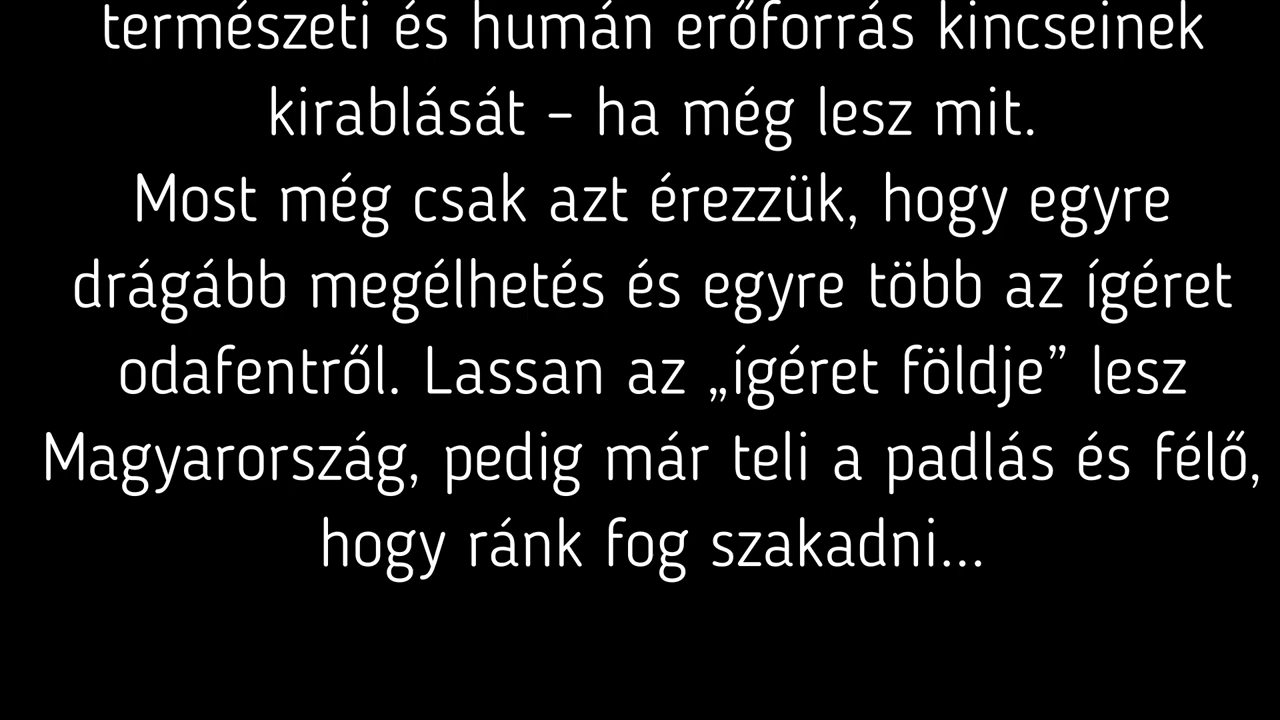 természeti és humán erőforrás kincseinek
kirablását – ha még lesz mit.
Most még csak azt érezzük, hogy egyre
drágább megélhetés és egyre több az ígéret
odafentről. Lassan az „ígéret földje” lesz
Magyarország, pedig már teli a padlás és félő,
hogy ránk fog szakadni...